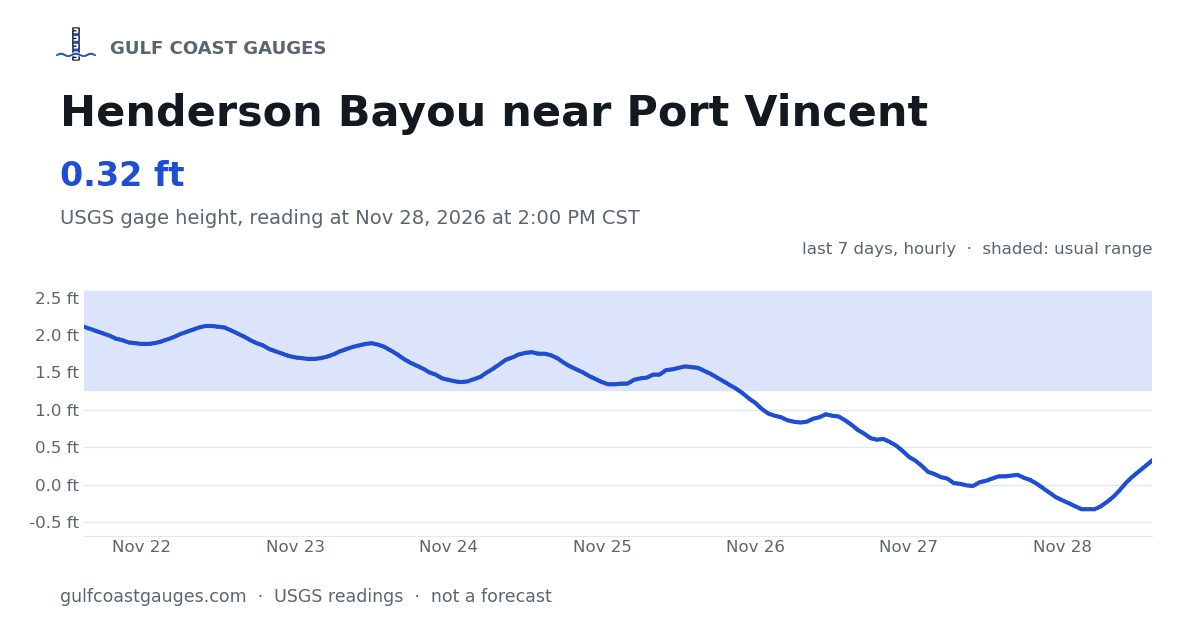 GULF COAST GAUGES
Henderson Bayou near Port Vincent
0.32 ft
USGS gage height, reading at Nov 28, 2026 at 2:00 PM CST
last 7 days, hourly · shaded: usual range
2.5 ft
2.0 ft
1.5 ft
1.0 ft
0.5 ft
0.0 ft
-0.5 ft
Nov 22 Nov 23 Nov 24 Nov 25 Nov 26 Nov 27 Nov 28
gulfcoastgauges.com · USGS readings · not a forecast